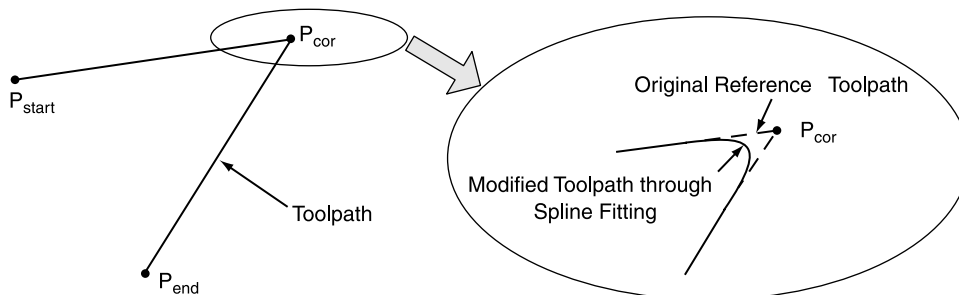 P_cor
P_start
Toolpath
P_end
Original Reference Toolpath
P_cor
Modified Toolpath through
Spline Fitting